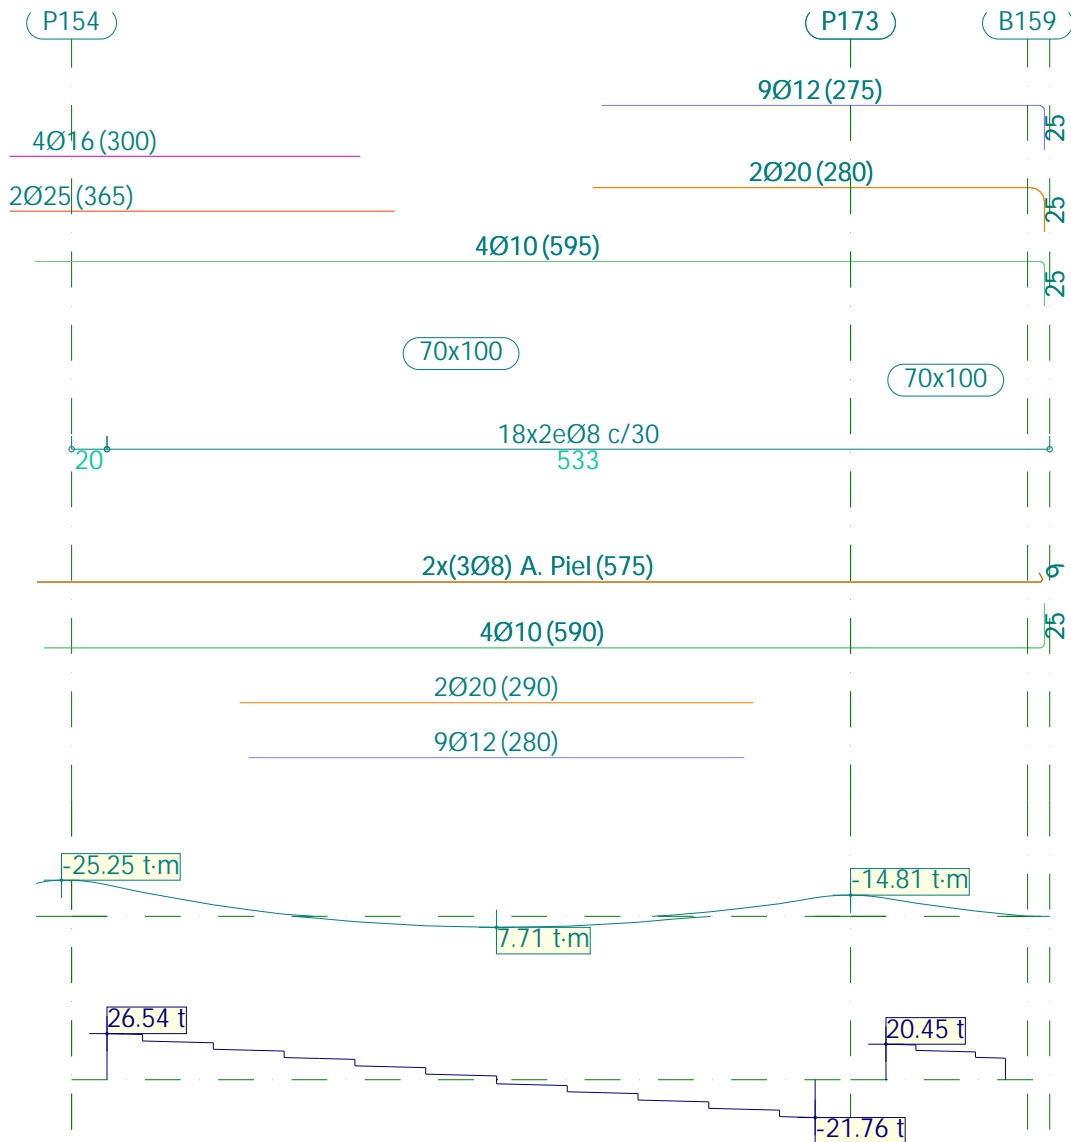 P154
P173
B159
9Ø12 (275)
25
4Ø16 (300)
2Ø20 (280)
2Ø25 (365)
25
4Ø10 (595)
25
70x100
70x100
18x2eØ8 c/30
20
533
2x(3Ø8) A. Piel (575)
9
4Ø10 (590)
25
2Ø20 (290)
9Ø12 (280)
-25.25 t·m
-14.81 t·m
7.71 t·m
26.54 t
20.45 t
-21.76 t